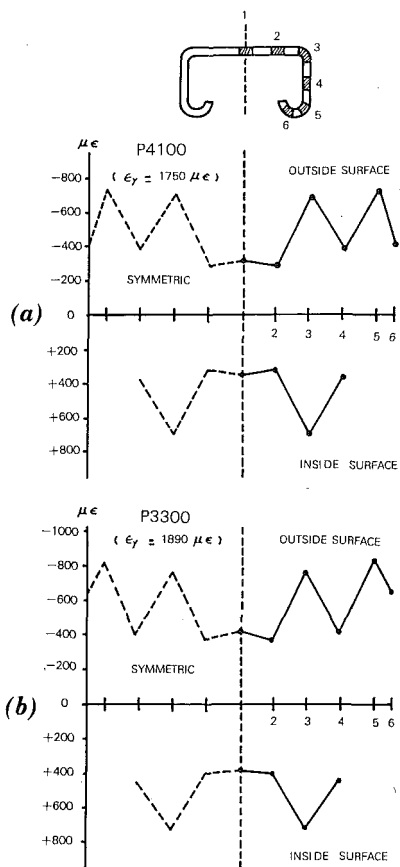 1
2
3
4
5
6
με
P4100
( εγ = 1750 με )
OUTSIDE SURFACE
-800
-600
-400
-200
SYMMETRIC
(a)
0
2 3 4 5 6
+200
+400
+600
+800
INSIDE SURFACE
με
P3300
( εγ = 1890 με )
OUTSIDE SURFACE
-1000
-800
-600
-400
-200
SYMMETRIC
(b)
0
2 3 4 5 6
+200
+400
+600
+800
INSIDE SURFACE